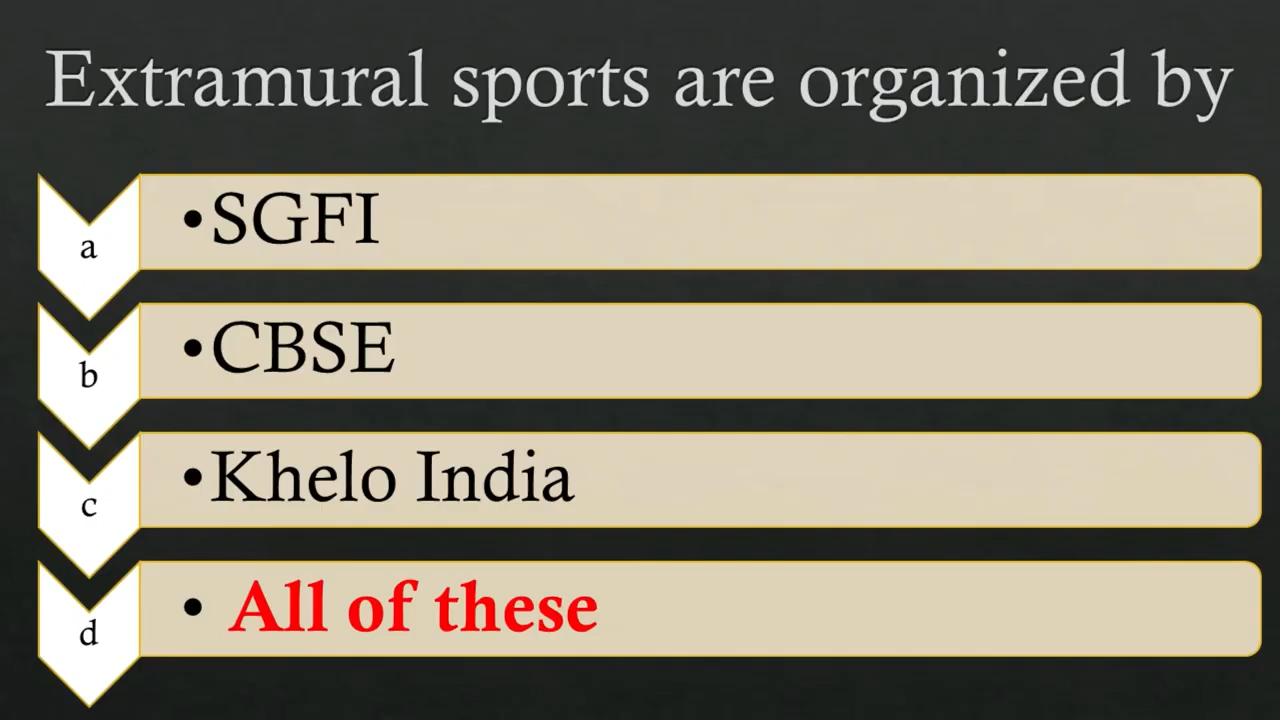 Extramural sports are organized by
a
•SGFI
b
•CBSE
c
•Khelo India
d
• All of these